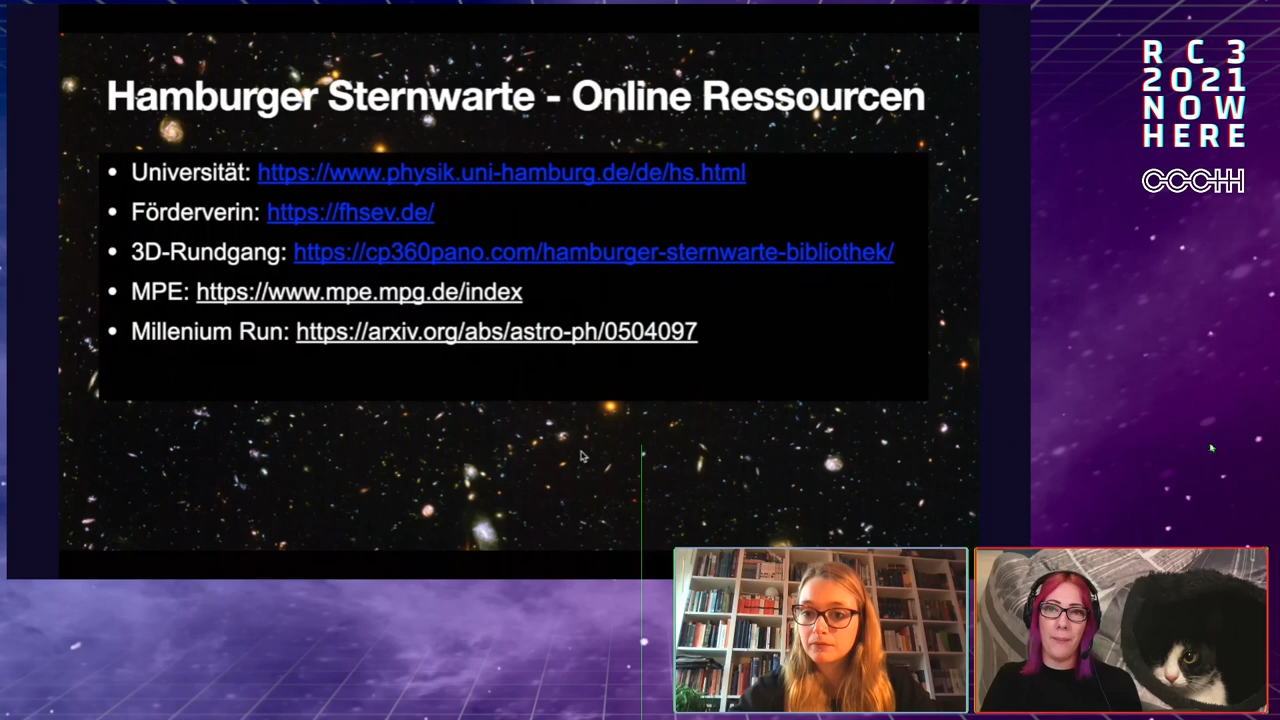 Hamburger Sternwarte - Online Ressourcen
• Universität: https://www.physik.uni-hamburg.de/de/hs.html
• Förderverin: https://fhsev.de/
• 3D-Rundgang: https://cp360pano.com/hamburger-sternwarte-bibliothek/
• MPE: https://www.mpe.mpg.de/index
• Millenium Run: https://arxiv.org/abs/astro-ph/0504097
R C 3
2021
N O W
HERE
CCCHH